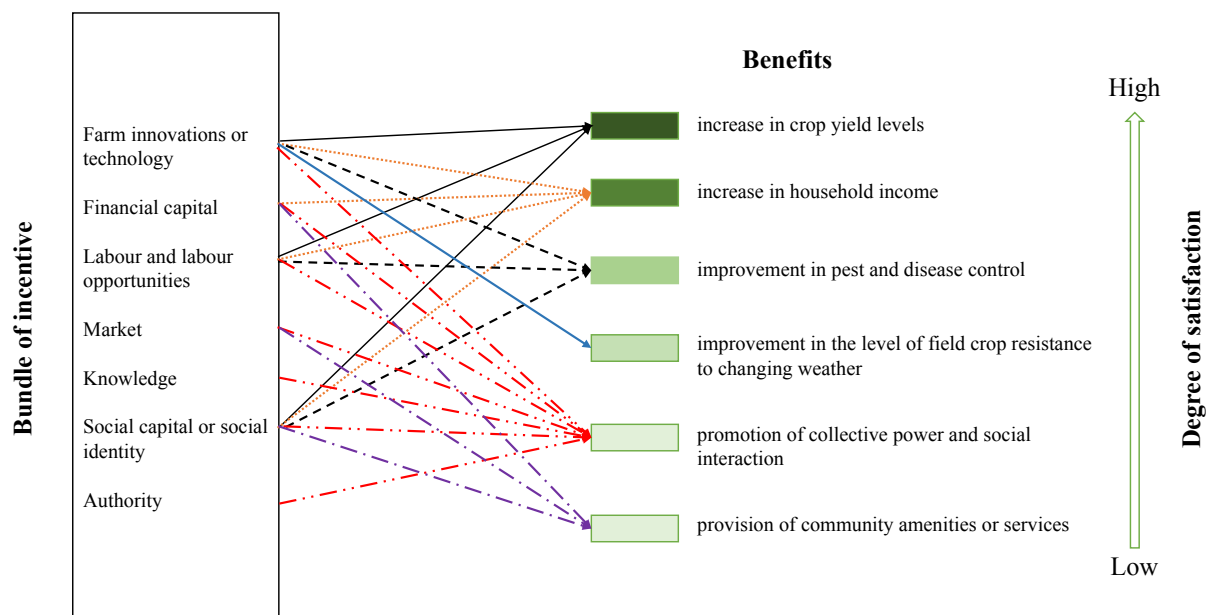 Bundle of incentive
Farm innovations or
technology
Financial capital
Labour and labour
opportunities
Market
Knowledge
Social capital or social
identity
Authority
Benefits
increase in crop yield levels
increase in household income
improvement in pest and disease control
improvement in the level of field crop resistance
to changing weather
promotion of collective power and social
interaction
provision of community amenities or services
High
Degree of satisfaction
Low